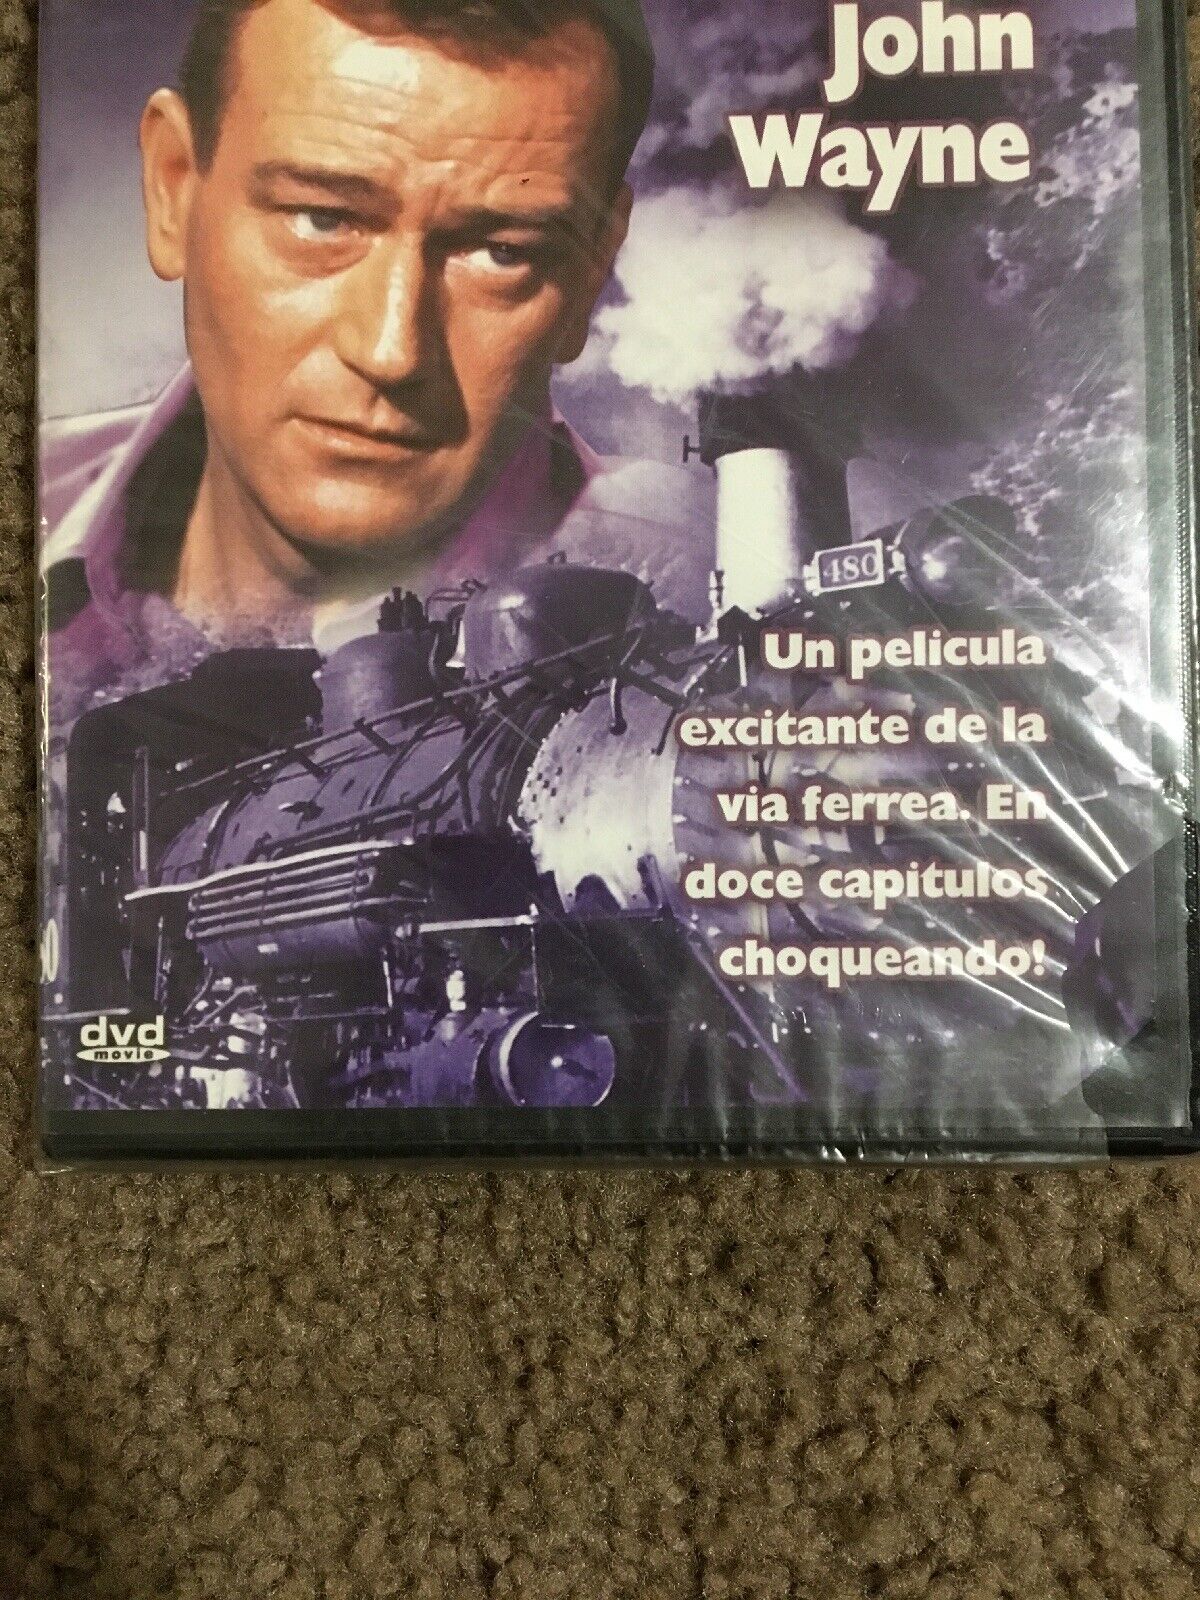 John
Wayne
480
Un pelicula
excitante de la
via ferrea. En
doce capitulos
choqueando!
dvd
movie